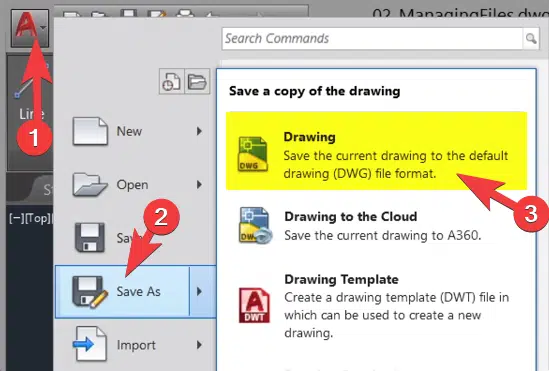 02_ManagingFiles.dwg
A
Search Commands
1
Line
Save a copy of the drawing
New
Drawing
Save the current drawing to the default
drawing (DWG) file format.
DWG
Open
3
[−][Top]
2
Drawing to the Cloud
Save the current drawing to A360.
DWG
Save As
Drawing Template
Create a drawing template (DWT) file in
which can be used to create a new
drawing.
DWT
Import